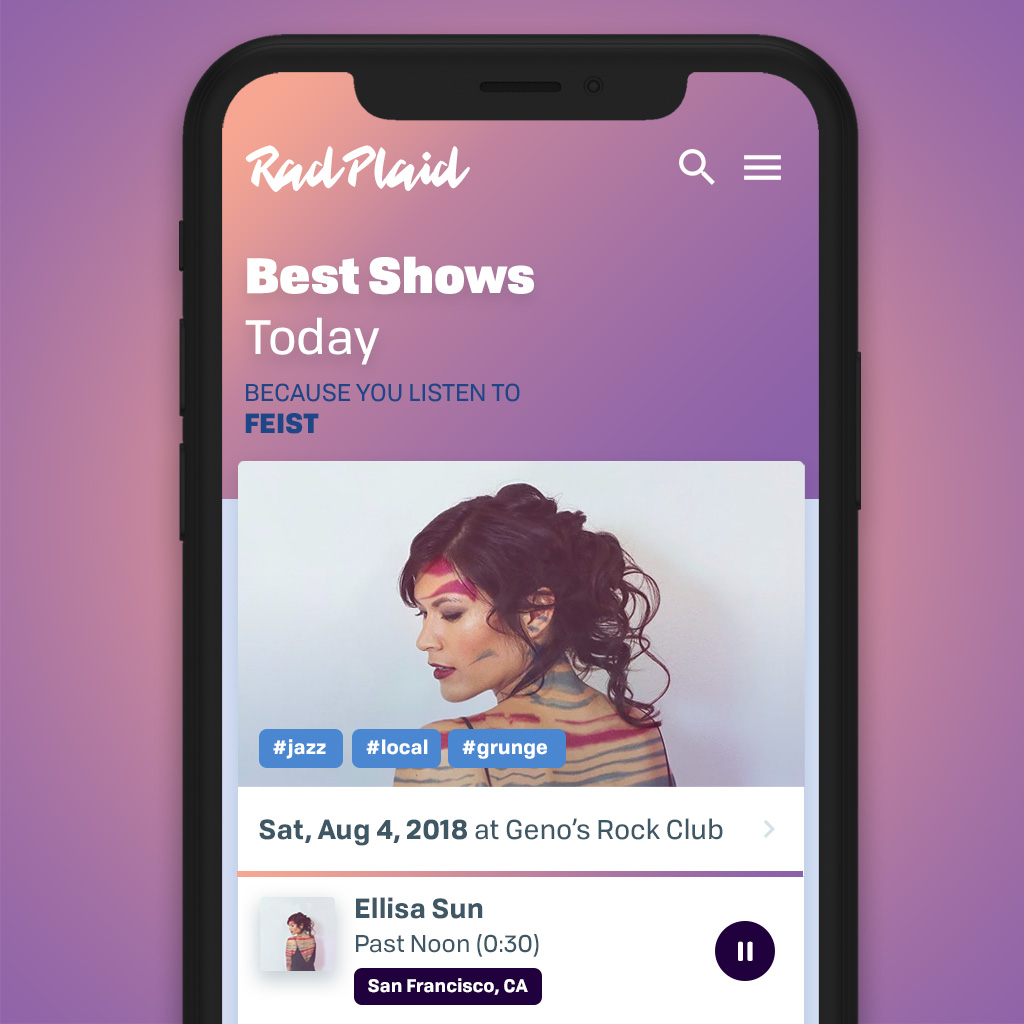 Rad Plaid
Best Shows
Today
BECAUSE YOU LISTEN TO
FEIST
#jazz #local #grunge
Sat, Aug 4, 2018 at Geno’s Rock Club
Ellisa Sun
Past Noon (0:30)
San Francisco, CA